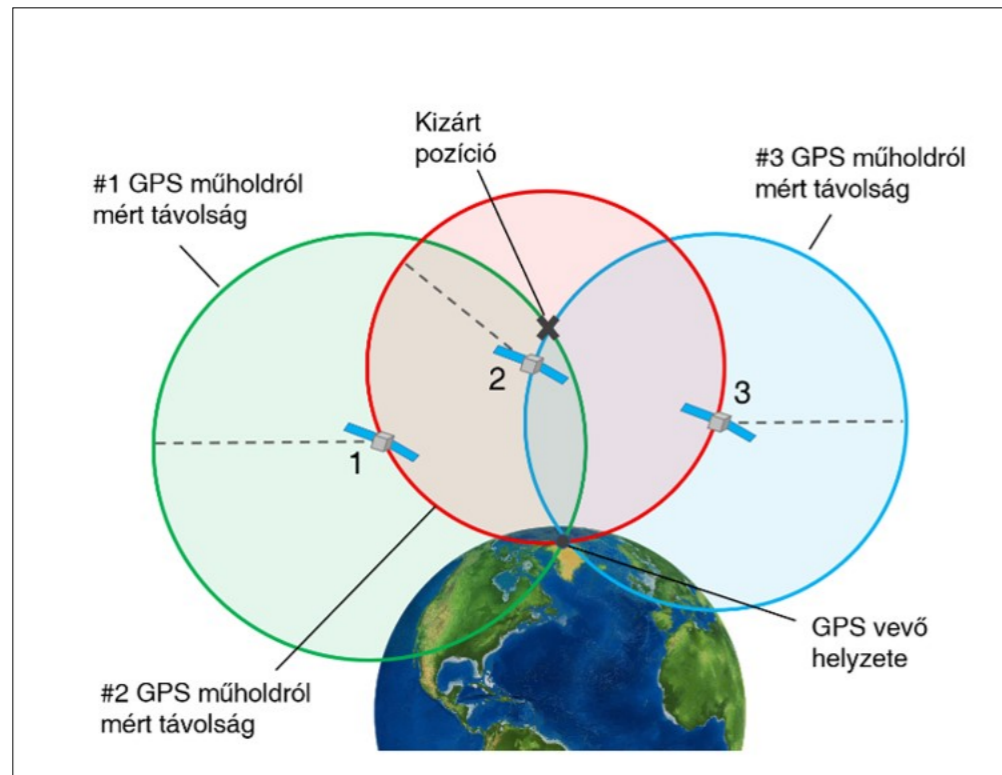 Kizárt
pozíció
#1 GPS műholdról
mért távolság
#3 GPS műholdról
mért távolság
2
3
1
GPS vevő
helyzete
#2 GPS műholdról
mért távolság